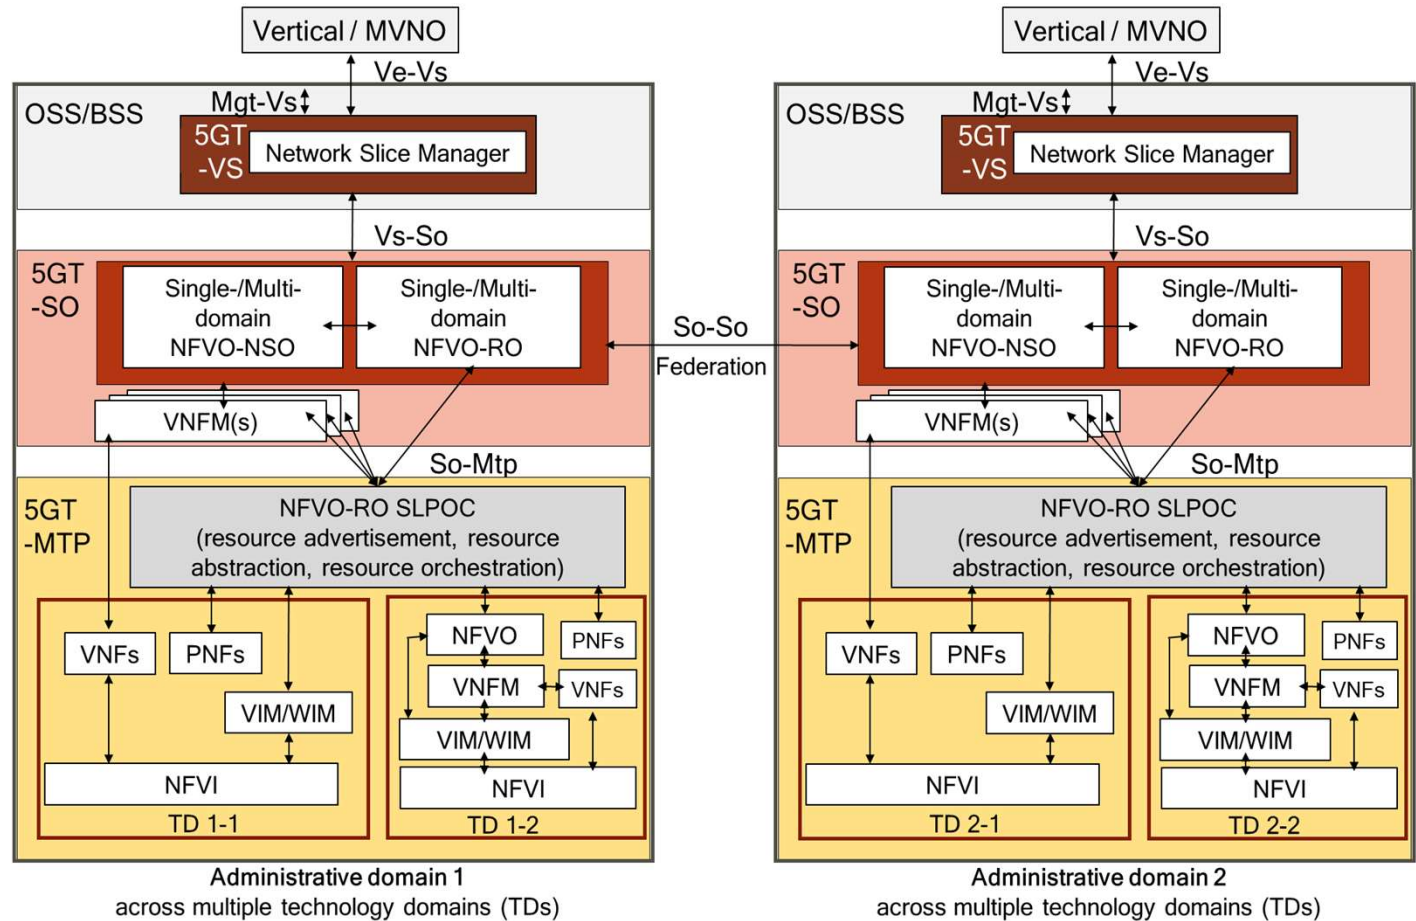 Vertical / MVNO
Ve-Vs
OSS/BSS
Mgt-Vs
5GT
-VS
Network Slice Manager
Vs-So
5GT
-SO
Single-/Multi-
domain
NFVO-NSO
Single-/Multi-
domain
NFVO-RO
VNFM(s)
So-Mtp
5GT
-MTP
NFVO-RO SLPOC
(resource advertisement, resource
abstraction, resource orchestration)
VNFs
PNFs
VIM/WIM
NFVI
TD 1-1
NFVO
PNFs
VNFM
VNFs
VIM/WIM
NFVI
TD 1-2
Administrative domain 1
across multiple technology domains (TDs)
So-So
Federation
Vertical / MVNO
Ve-Vs
OSS/BSS
Mgt-Vs
5GT
-VS
Network Slice Manager
Vs-So
5GT
-SO
Single-/Multi-
domain
NFVO-NSO
Single-/Multi-
domain
NFVO-RO
VNFM(s)
So-Mtp
5GT
-MTP
NFVO-RO SLPOC
(resource advertisement, resource
abstraction, resource orchestration)
VNFs
PNFs
VIM/WIM
NFVI
TD 2-1
NFVO
PNFs
VNFM
VNFs
VIM/WIM
NFVI
TD 2-2
Administrative domain 2
across multiple technology domains (TDs)